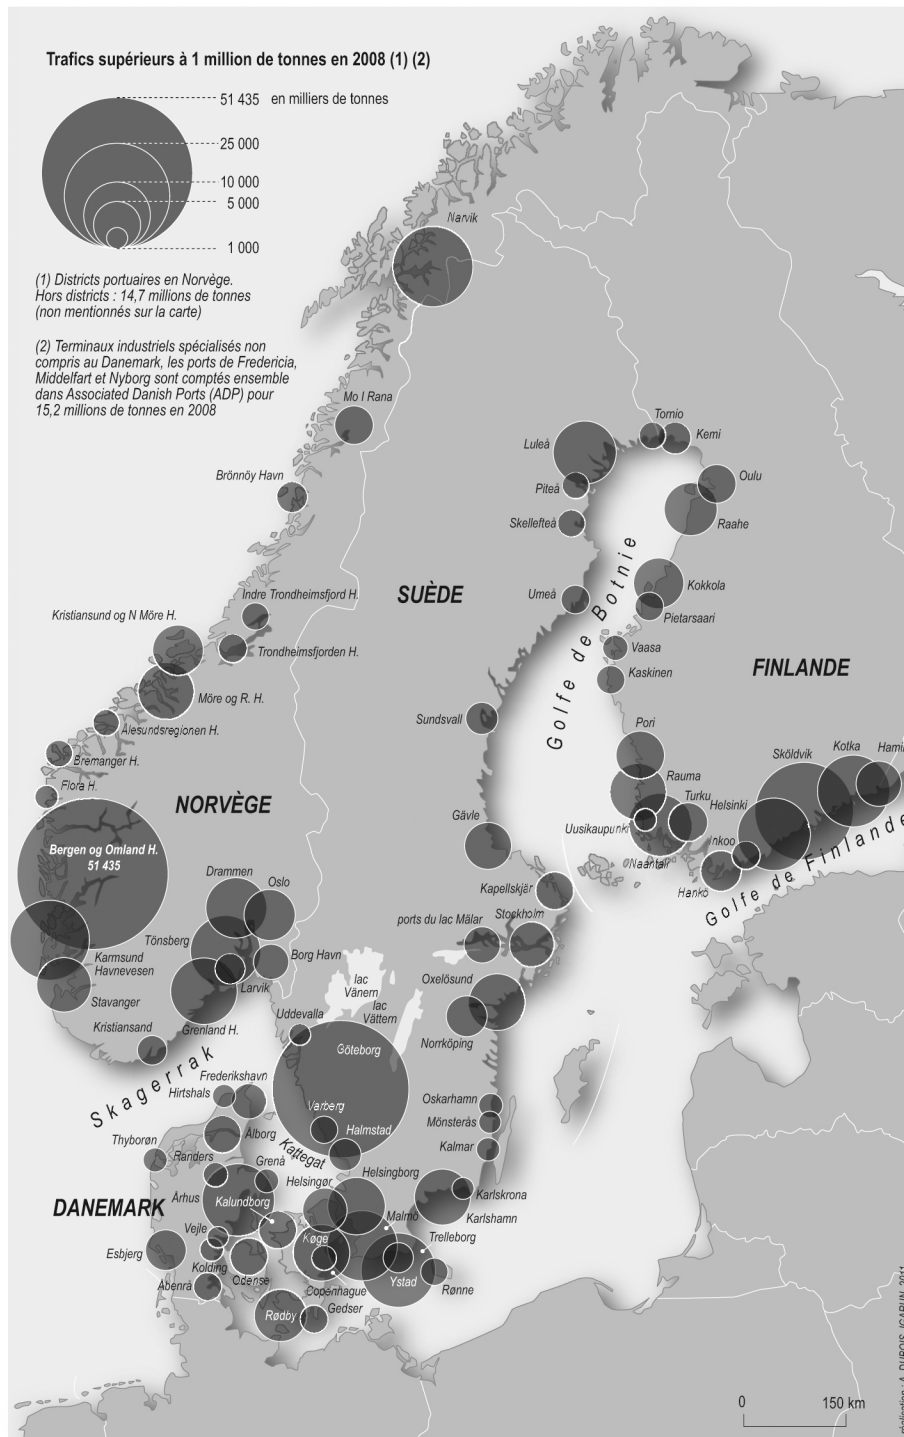 Trafics supérieurs à 1 million de tonnes en 2008 (1) (2)
51 435 en milliers de tonnes
25 000
10 000
5 000
1 000
(1) Districts portuaires en Norvège.
Hors districts : 14,7 millions de tonnes
(non mentionnés sur la carte)
(2) Terminaux industriels spécialisés non
compris au Danemark, les ports de Fredericia,
Middelfart et Nyborg sont comptés ensemble
dans Associated Danish Ports (ADP) pour
15,2 millions de tonnes en 2008
Narvik
Mo I Rana
Brönnöy Havn
Luleå
Tornio
Kemi
Piteå
Oulu
Skellefteå
Raahe
Golfe de Botnie
Umeå
SUÈDE
Kokkola
Pietarsaari
Indre Trondheimsfjord H.
Kristiansund og N Möre H.
Trondheimsfjorden H.
Vaasa
Kaskinen
FINLANDE
Möre og R. H.
Sundsvall
Alesundsregionen H.
Pori
Bremanger H.
Sköldvik
Kotka
Hami
Flora H.
NORVÈGE
Rauma
Turku
Helsinki
Gävle
Uusikaupunki
Inkoo
Naantali
Hankö
Golfe de Finlande
Bergen og Omland H.
51 435
Drammen
Oslo
Kapellskjär
Stockholm
ports du lac Mälar
Tönsberg
Borg Havn
Karmsund
Havnevesen
Larvik
lac
Vänern
Oxelösund
Stavanger
lac
Vättern
Kristiansand
Grenland H.
Uddevalla
Norrköping
Göteborg
Skagerrak
Frederikshavn
Hirtshals
Oskarhamn
Varberg
Mönsterås
Thyborøn
Ålborg
Halmstad
Kalmar
Kattegat
Randers
Grenå
Helsingør
Helsingborg
Karlskrona
DANEMARK
Århus
Kalundborg
Malmö
Karlshamn
Vejle
Køge
Trelleborg
Esbjerg
Kolding
Odense
Ystad
Åbenrå
Copenhague
Rønne
Rødby
Gedser
0 150 km
réalisation : A. DUBOIS, IGARUN, 2011